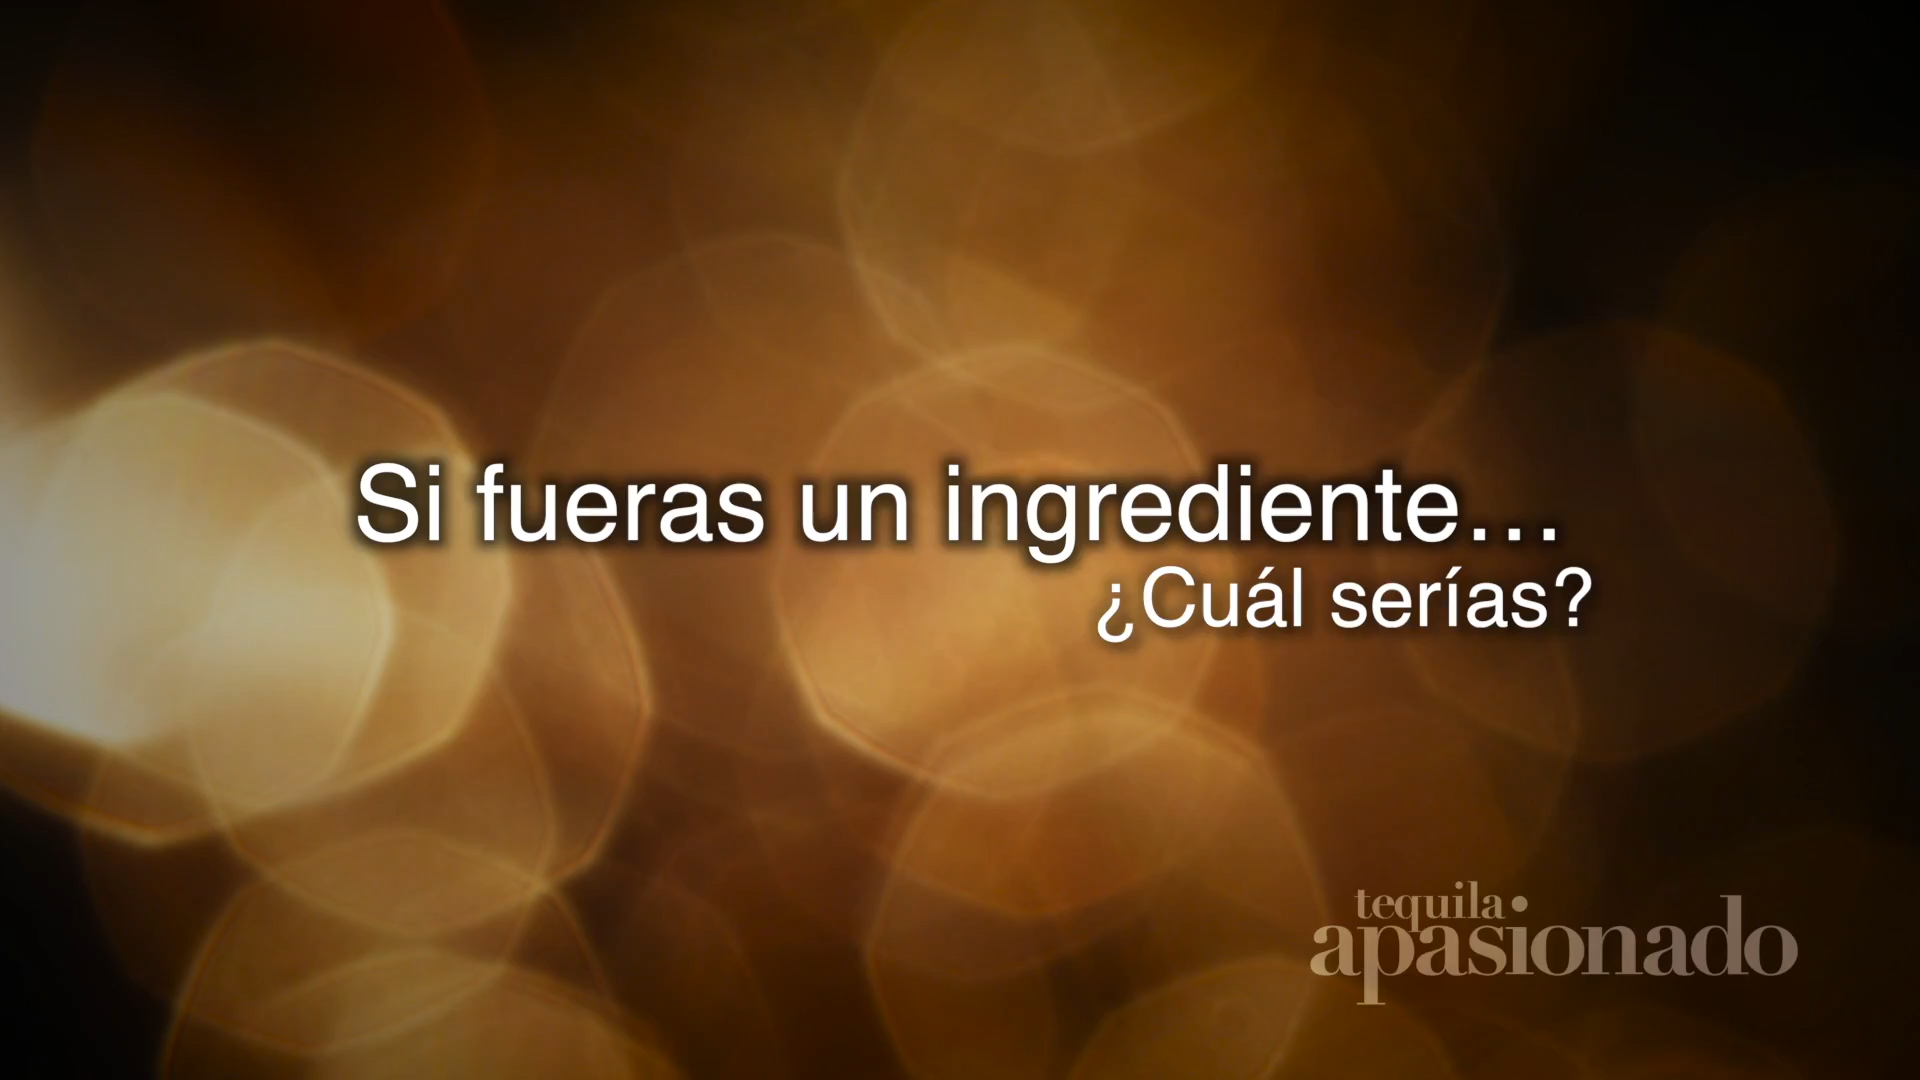 Si fueras un ingrediente…
¿Cuál serías?
tequila
apasionado